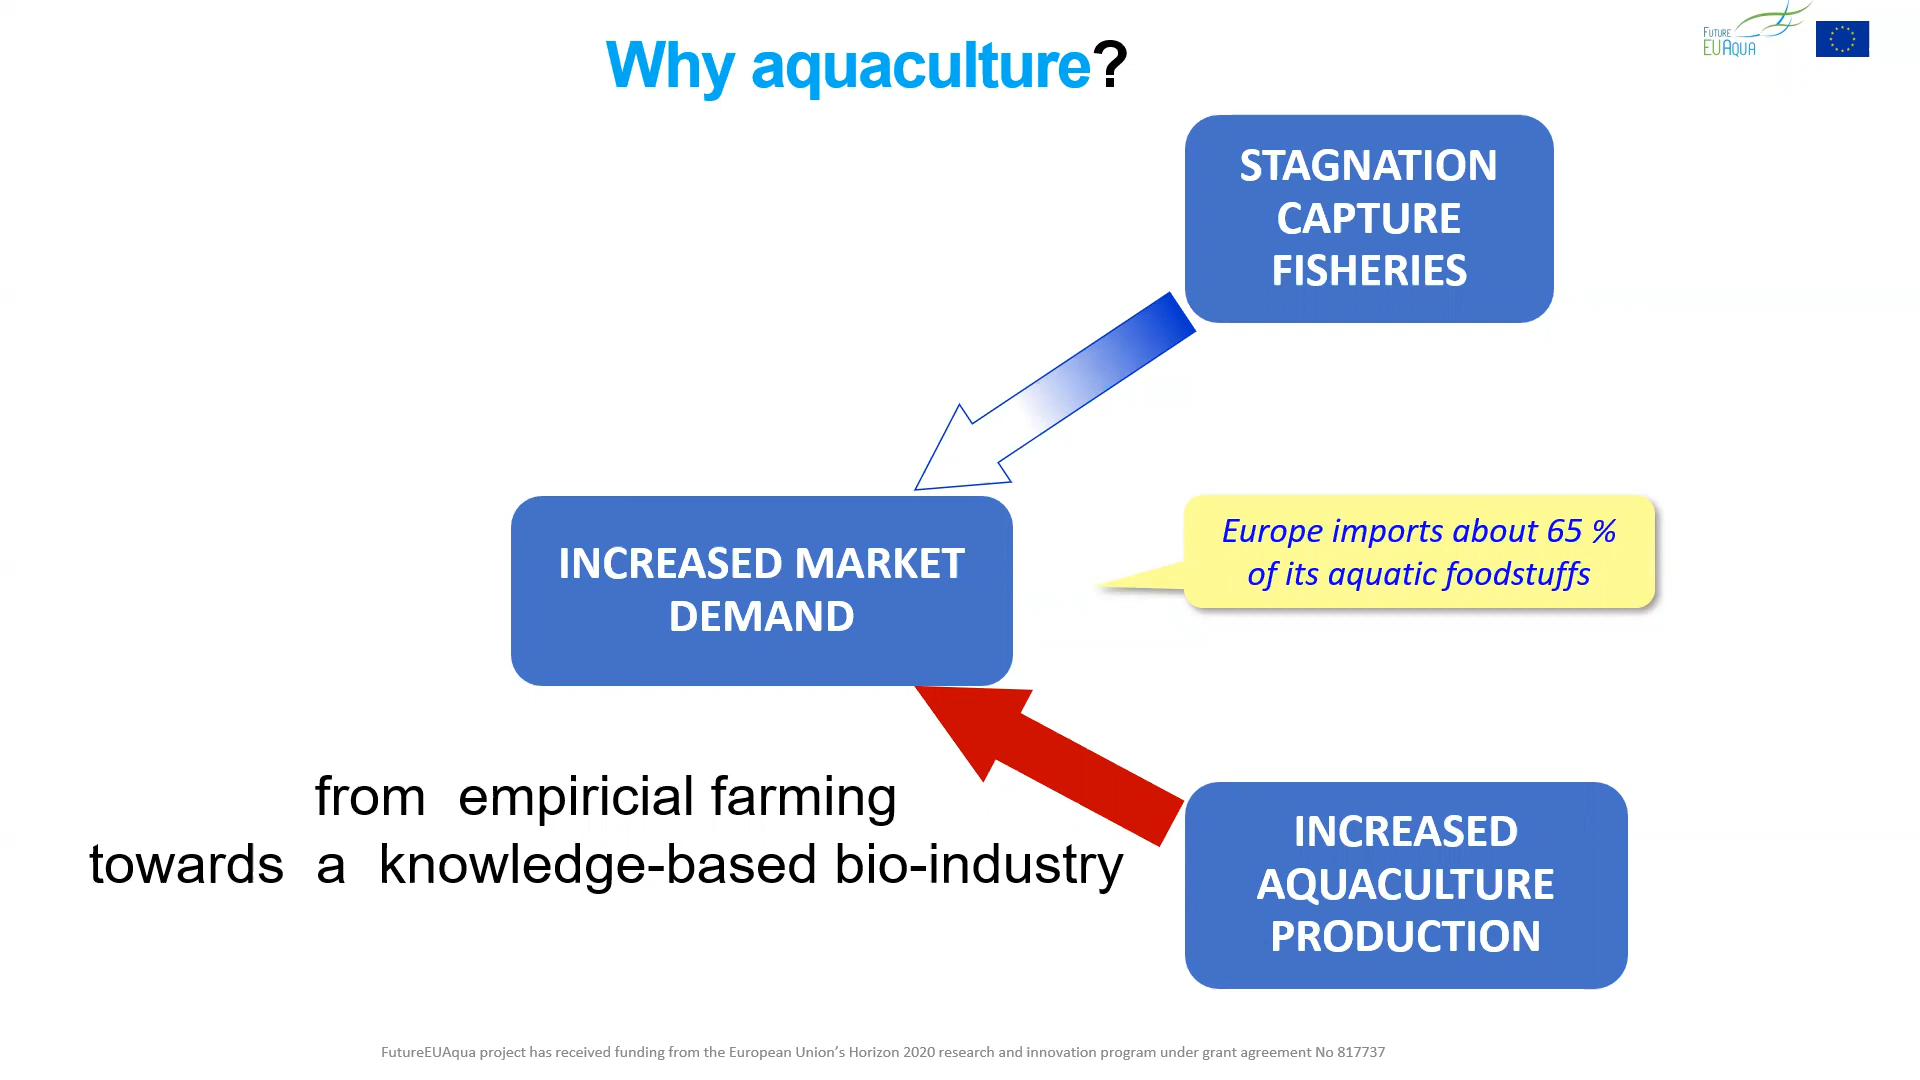 Why aquaculture?
Future
EUAqua
STAGNATION
CAPTURE
FISHERIES
INCREASED MARKET
DEMAND
Europe imports about 65 %
of its aquatic foodstuffs
from empiricial farming
towards a knowledge-based bio-industry
INCREASED
AQUACULTURE
PRODUCTION
FutureEUAqua project has received funding from the European Union’s Horizon 2020 research and innovation program under grant agreement No 817737